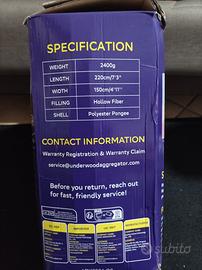 SPECIFICATION
WEIGHT 2400g
LENGTH 220cm/7'3"
WIDTH 150cm/4'11"
FILLING Hollow Fiber
SHELL Polyester Pongee
CONTACT INFORMATION
Warranty Registration & Warranty Claim
service@underwoodaggregator.com
Before you return, reach out
for fast, friendly service!
subito